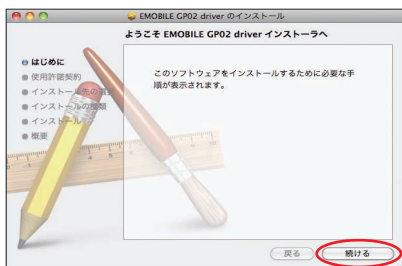 EMOBILE GP02 driver のインストール
ようこそ EMOBILE GP02 driver インストーラへ
はじめに
使用許諾契約
インストール先の選択
インストールの種類
インストール
概要
このソフトウェアをインストールするために必要な手
順が表示されます。
戻る
続ける